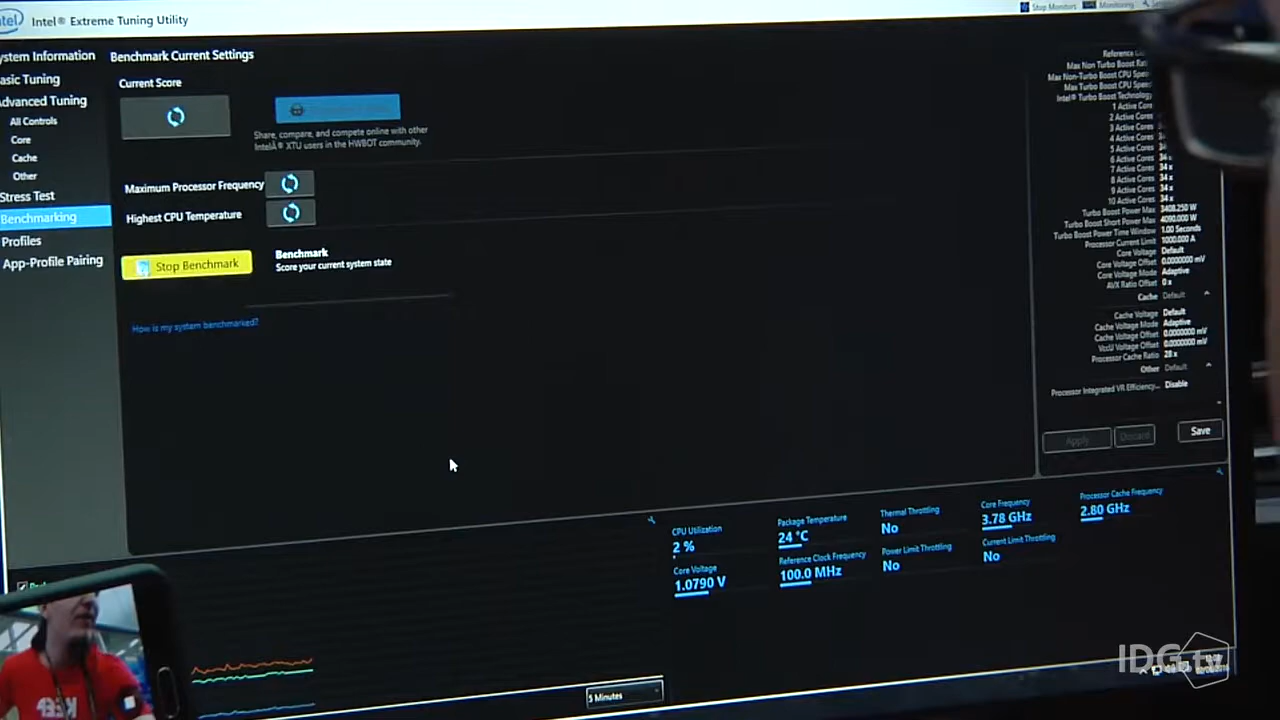 intel Intel® Extreme Tuning Utility
Stop Monitors Monitoring
System Information
Basic Tuning
Advanced Tuning
All Controls
Core
Cache
Other
Stress Test
Benchmarking
Profiles
App-Profile Pairing
Benchmark Current Settings
Current Score
Share, compare, and compete online with other
Intel® XTU users in the HWBOT community.
Maximum Processor Frequency
Highest CPU Temperature
Stop Benchmark
Benchmark
Score your current system state
How is my system benchmarked?
Reference
Max Non Turbo Boost
Max Non-Turbo Boost CPU
Max Turbo Boost CPU
Intel® Turbo Boost Technology
1 Active Core
2 Active Cores
3 Active Cores 34
4 Active Cores 34
5 Active Cores 34
6 Active Cores 34 x
7 Active Cores 34 x
8 Active Cores 34 x
9 Active Cores 34 x
10 Active Cores 34 x
Turbo Boost Power Max 3408.250 W
Turbo Boost Short Power Max 4090.000 W
Turbo Boost Power Time Window 1.00 Seconds
Processor Current Limit 1000.000 A
Core Voltage Default
Core Voltage Offset 0.0000000 mV
Core Voltage Mode Adaptive
AVX Ratio Offset 0 x
Cache Default
Cache Voltage Default
Cache Voltage Mode Adaptive
Cache Voltage Offset 0.0000000 mV
VccU Voltage Offset 0.0000000 mV
Processor Cache Ratio 28 x
Other Default
Processor Integrated VR Efficiency... Disable
Apply Discard Save
CPU Utilization
2 %
Package Temperature
24 °C
Thermal Throttling
No
Core Frequency
3.78 GHz
Processor Cache Frequency
2.80 GHz
Core Voltage
1.0790 V
Reference Clock Frequency
100.0 MHz
Power Limit Throttling
No
Current Limit Throttling
No
5 Minutes
IDG.tv